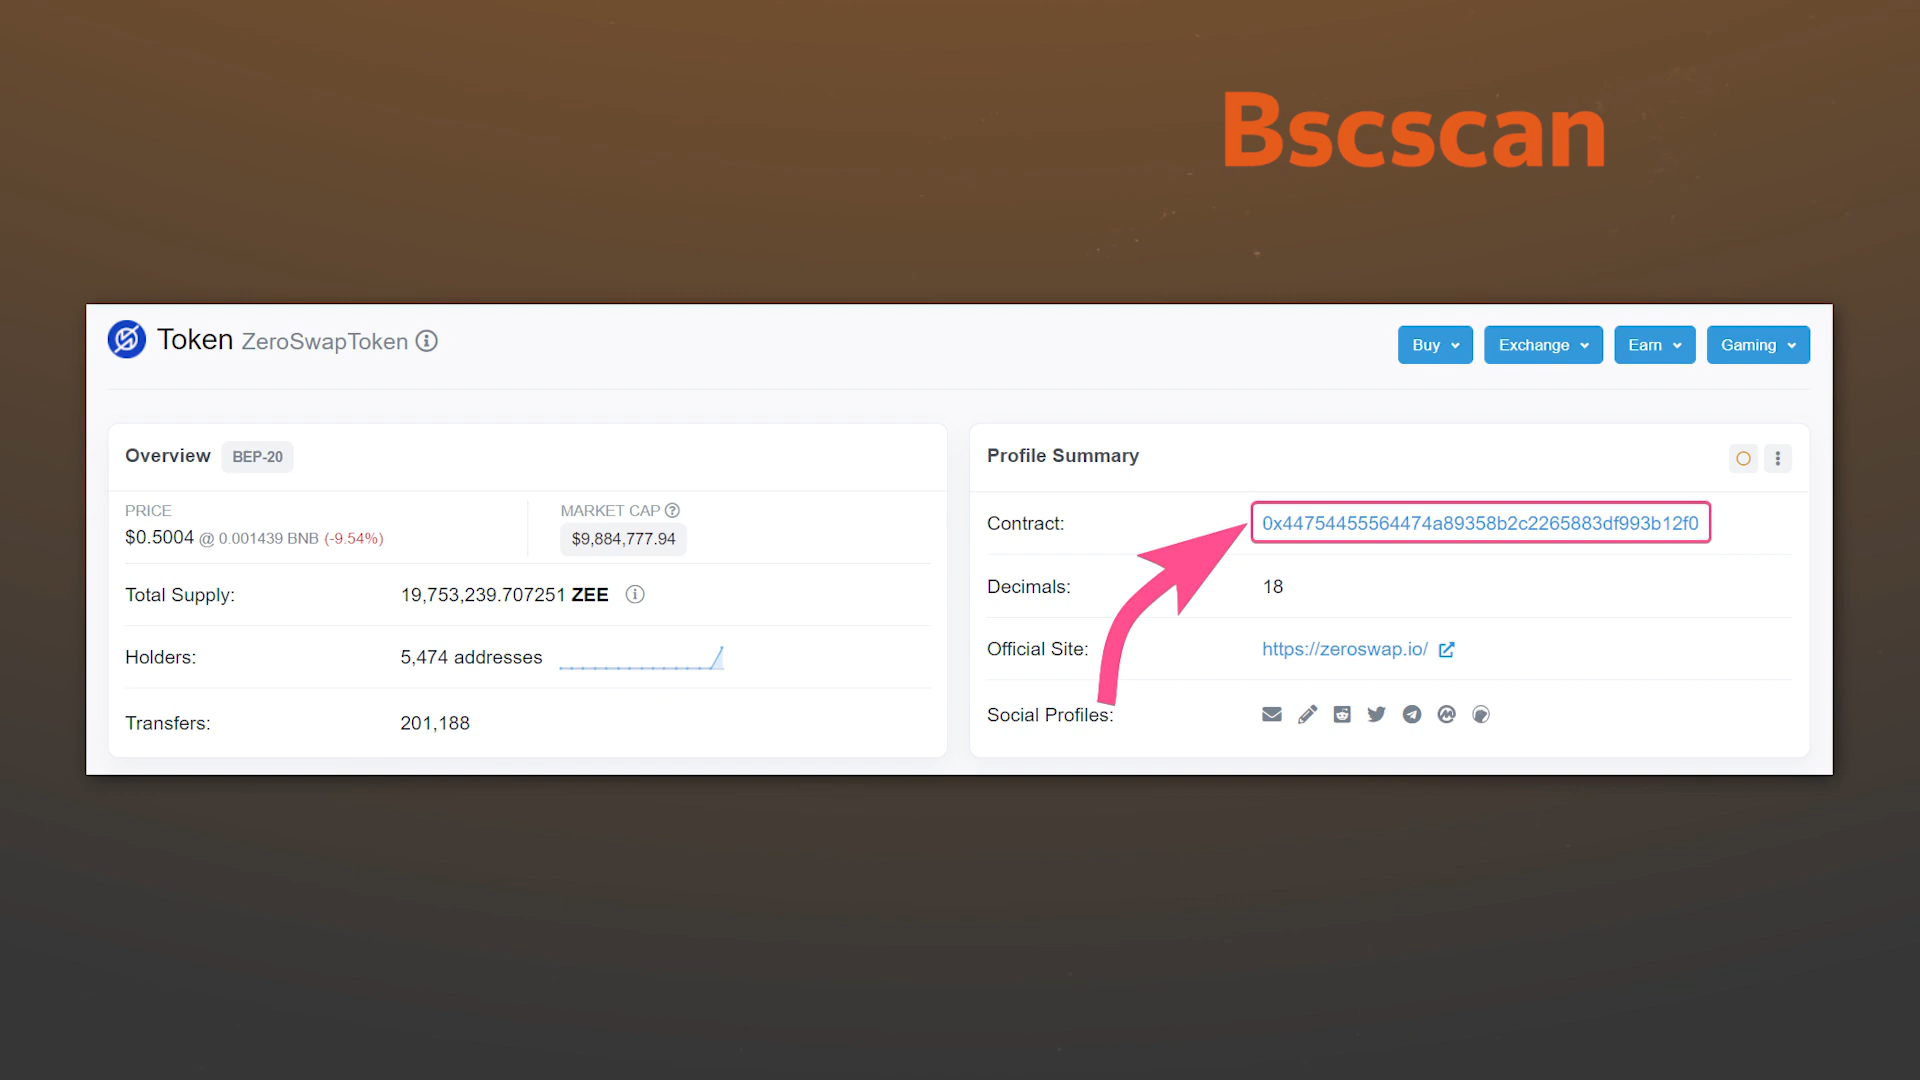 Bscscan
Token ZeroSwapToken
Buy Exchange Earn Gaming
Overview BEP-20
PRICE
$0.5004 @ 0.001439 BNB (-9.54%)
MARKET CAP
$9,884,777.94
Total Supply: 19,753,239.707251 ZEE
Holders: 5,474 addresses
Transfers: 201,188
Profile Summary
Contract: 0x44754455564474a89358b2c2265883df993b12f0
Decimals: 18
Official Site: https://zeroswap.io/
Social Profiles: